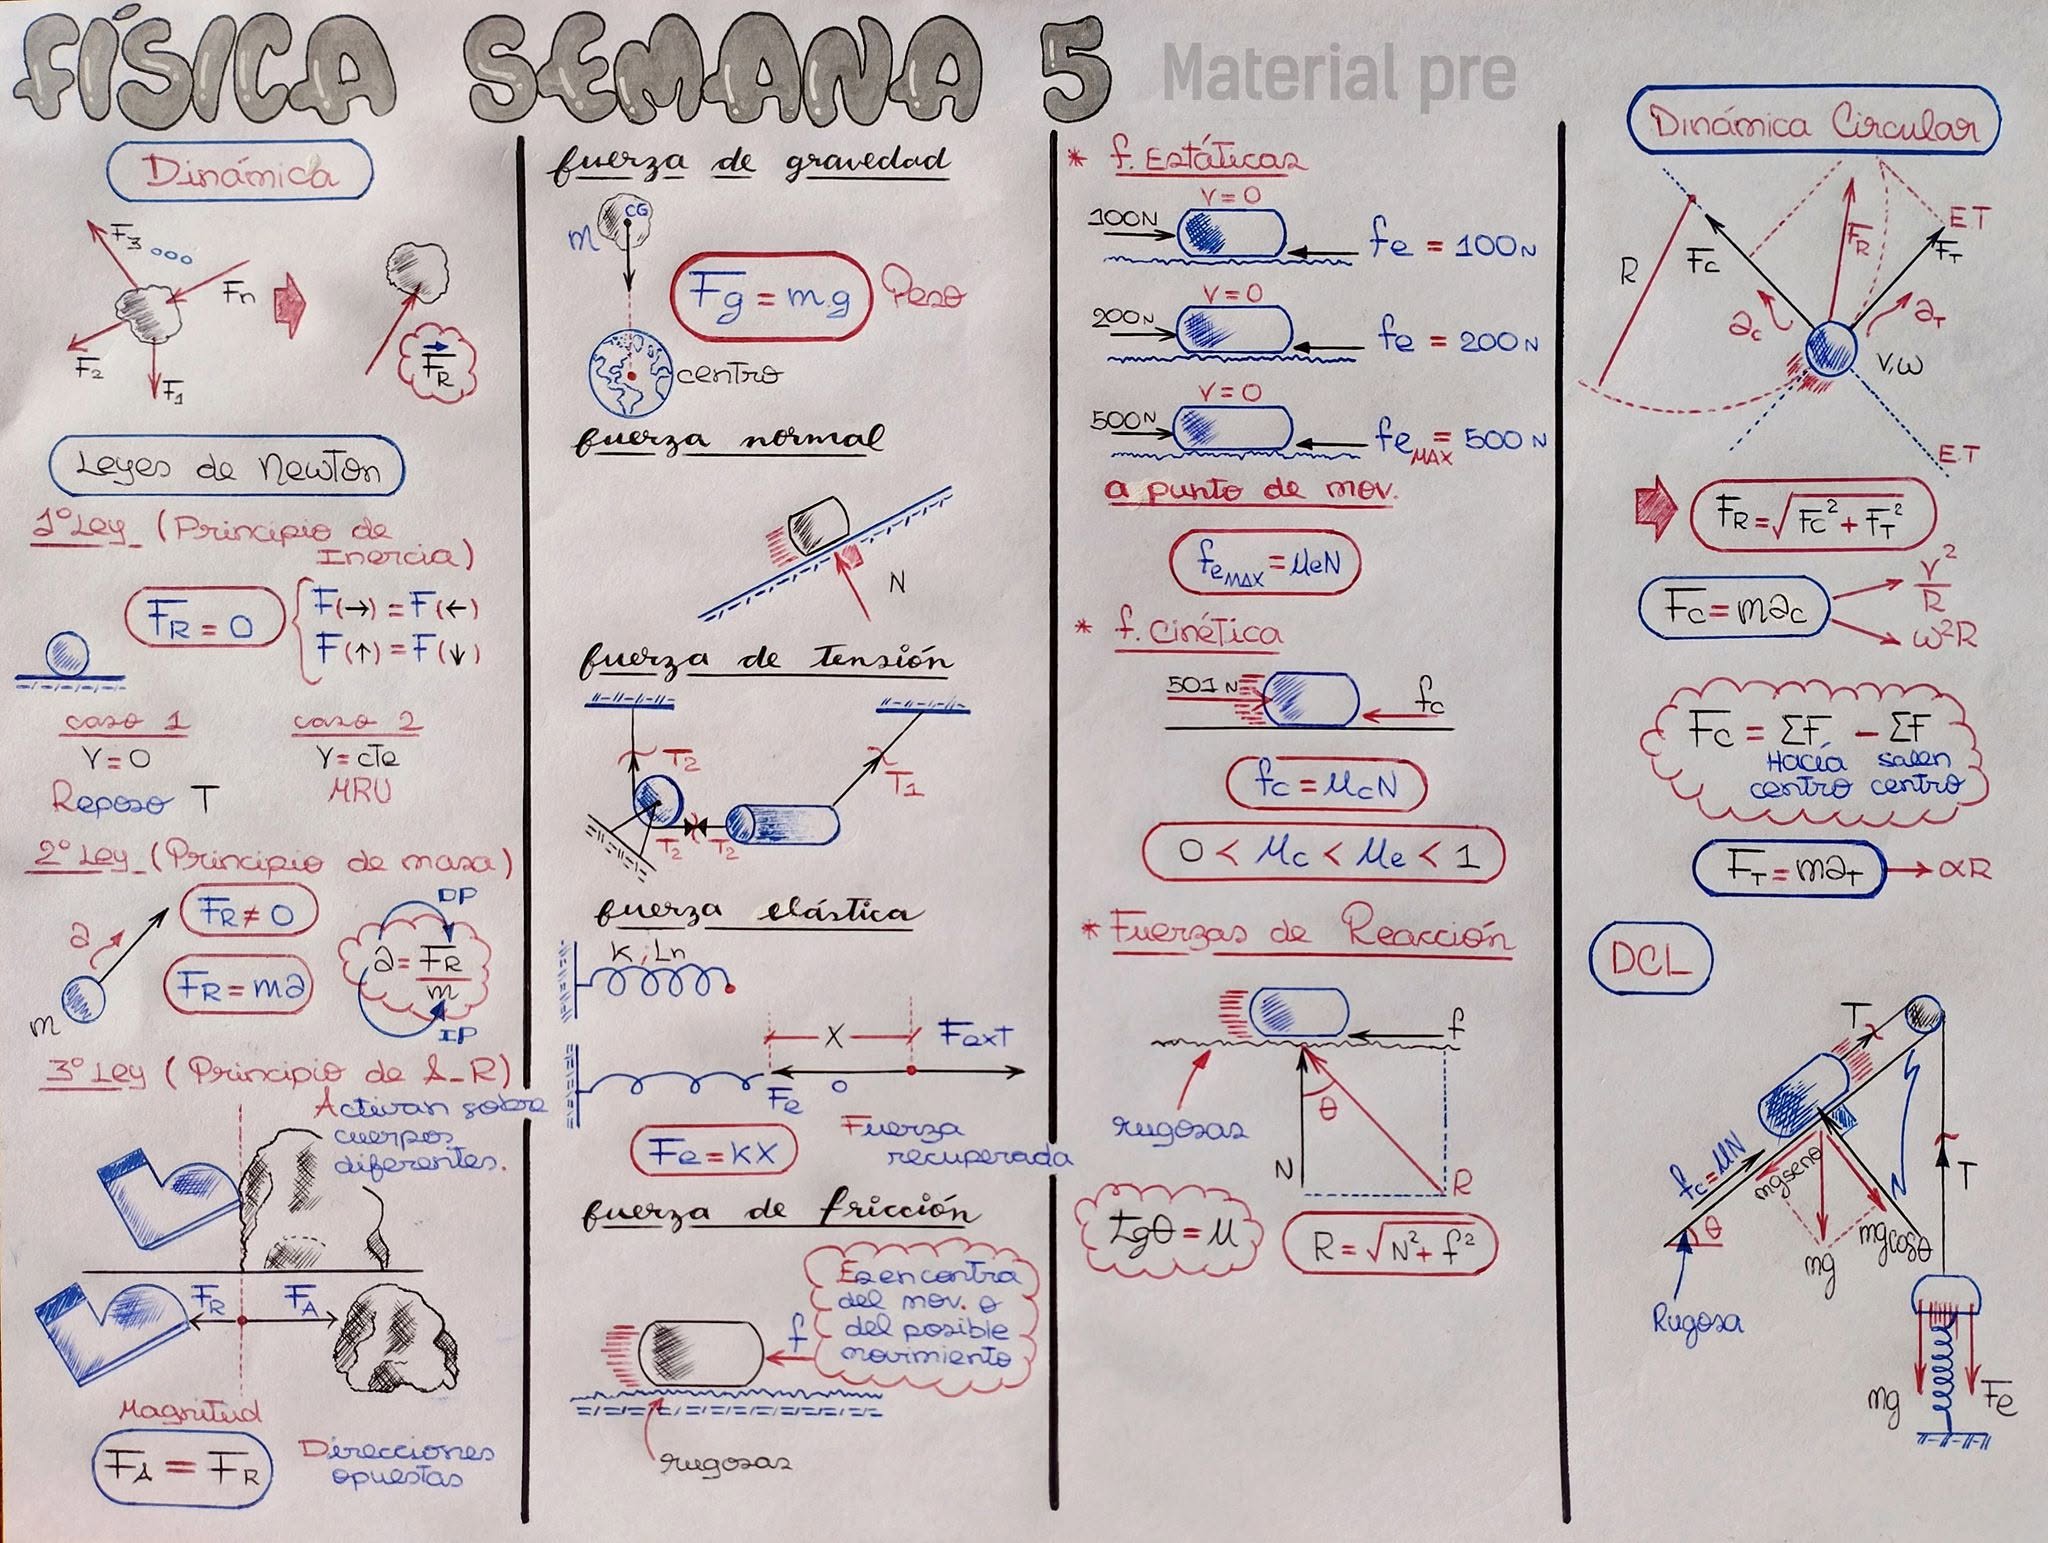 FÍSICA SEMANA 5 Material pre
Dinámica
F3 ...
Fn
F2
F1
FR
Leyes de Newton
1° Ley (Principio de
Inercia)
FR = 0
F(→) = F(←)
F(↑) = F(↓)
caso 1
V = 0
Reposo T
caso 2
V = cTe
MRU
2° Ley (Principio de masa)
a
m
FR ≠ 0
FR = ma
DP
a = FR/m
IP
3° Ley (Principio de A-R)
Activan sobre
cuerpos
diferentes.
FR
FA
Magnitud
FA = FR
Direcciones
opuestas
fuerza de gravedad
CG
m
Fg = m.g
Peso
centro
fuerza normal
N
fuerza de Tensión
T2
T1
T2
T2
fuerza elástica
K, Ln
X
Fext
Fe
O
Fe = KX
Fuerza
recuperada
fuerza de fricción
Es en contra
del mov. o
del posible
movimiento
f
rugosas
* f. Estáticas
V = 0
100N
fe = 100N
V = 0
200N
fe = 200N
V = 0
500N
fe MAX = 500N
a punto de mov.
fe MAX = μeN
* f. Cinética
501N
fc
fc = μcN
0 < μc < μe < 1
* Fuerzas de Reacción
f
rugosas
θ
N
R
Tgθ = μ
R = √N² + f²
Dinámica Circular
ET
R
Fc
FR
FT
ac
aT
V, ω
ET
FR = √Fc² + FT²
Fc = mac
V²/R
ω²R
Fc = ΣF - ΣF
Hacía salen
centro centro
FT = maT → αR
DCL
T
fc = μN
mgsenθ
N
T
θ
mg
mgcosθ
Rugosa
mg
Fe